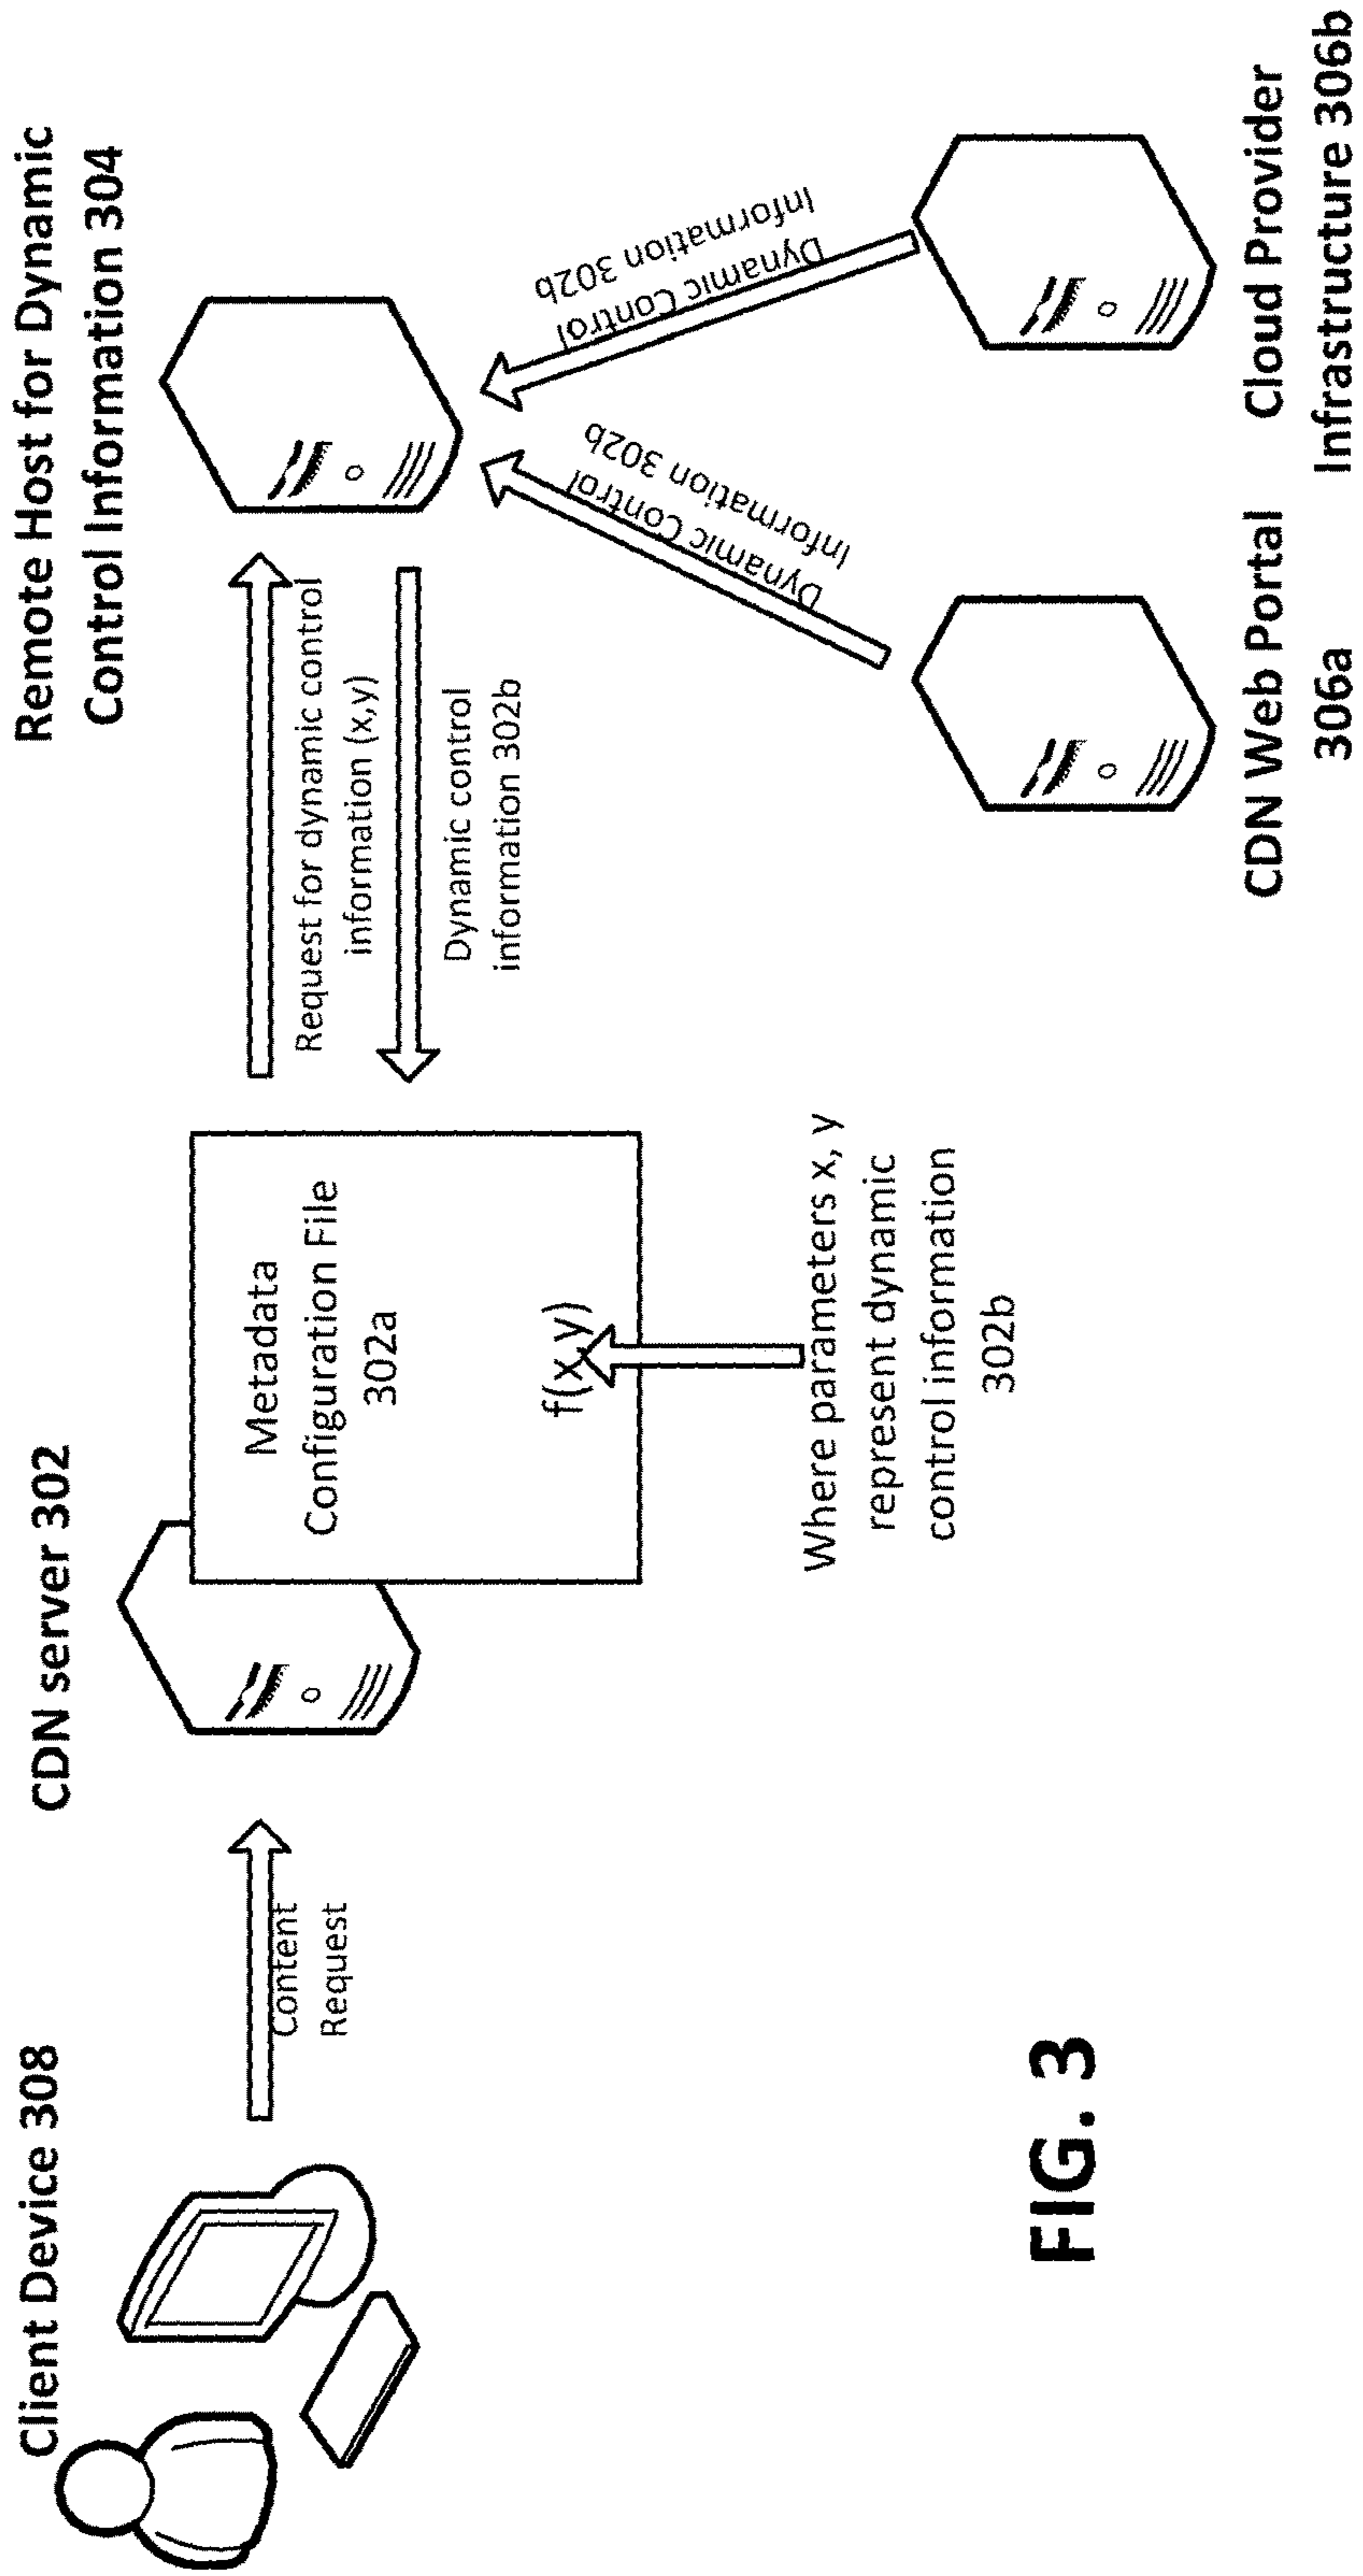 Client Device 308
Content
Request
CDN server 302
Metadata
Configuration File
302a
f(x,y)
Where parameters x, y
represent dynamic
control information
302b
Request for dynamic control
information (x,y)
Dynamic control
information 302b
Remote Host for Dynamic
Control Information 304
Dynamic Control
Information 302b
Dynamic Control
Information 302b
CDN Web Portal
306a
Cloud Provider
Infrastructure 306b
FIG. 3